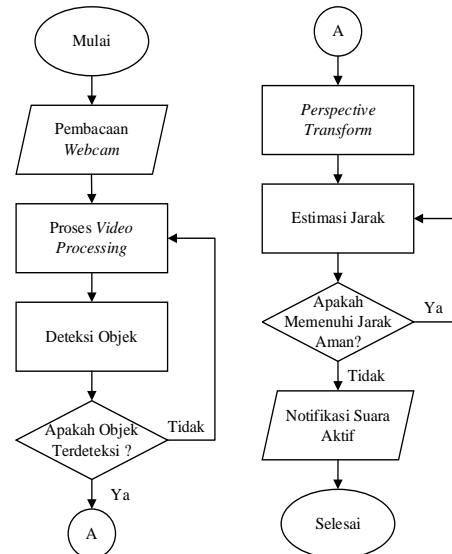 Mulai
Pembacaan
Webcam
Proses Video
Processing
Deteksi Objek
Apakah Objek
Terdeteksi ?
Tidak
Ya
A
A
Perspective
Transform
Estimasi Jarak
Apakah
Memenuhi Jarak
Aman?
Ya
Tidak
Notifikasi Suara
Aktif
Selesai